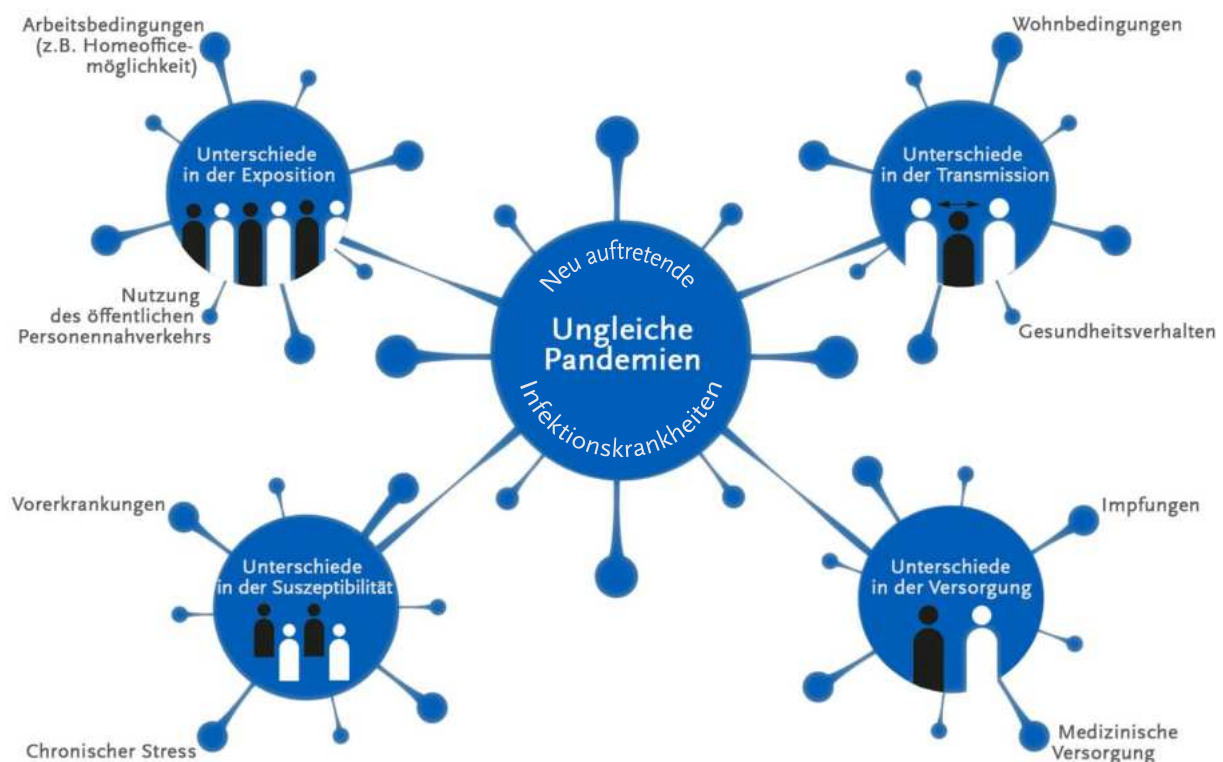 Arbeitsbedingungen
(z.B. Homeoffice-
möglichkeit)
Unterschiede
in der Exposition
Nutzung
des öffentlichen
Personennahverkehrs
Wohnbedingungen
Unterschiede
in der Transmission
Gesundheitsverhalten
Neu auftretende
Ungleiche
Pandemien
Infektionskrankheiten
Vorerkrankungen
Unterschiede
in der Suszeptibilität
Chronischer Stress
Impfungen
Unterschiede
in der Versorgung
Medizinische
Versorgung